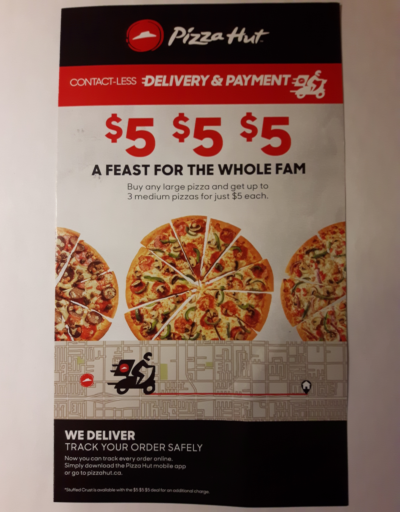 Pizza Hut
CONTACT-LESS DELIVERY & PAYMENT
$5 $5 $5
A FEAST FOR THE WHOLE FAM
Buy any large pizza and get up to
3 medium pizzas for just $5 each.
WE DELIVER
TRACK YOUR ORDER SAFELY
Now you can track every order online.
Simply download the Pizza Hut mobile app
or go to pizzahut.ca.
*Stuffed Crust is available with the $5 $5 $5 deal for an additional charge.